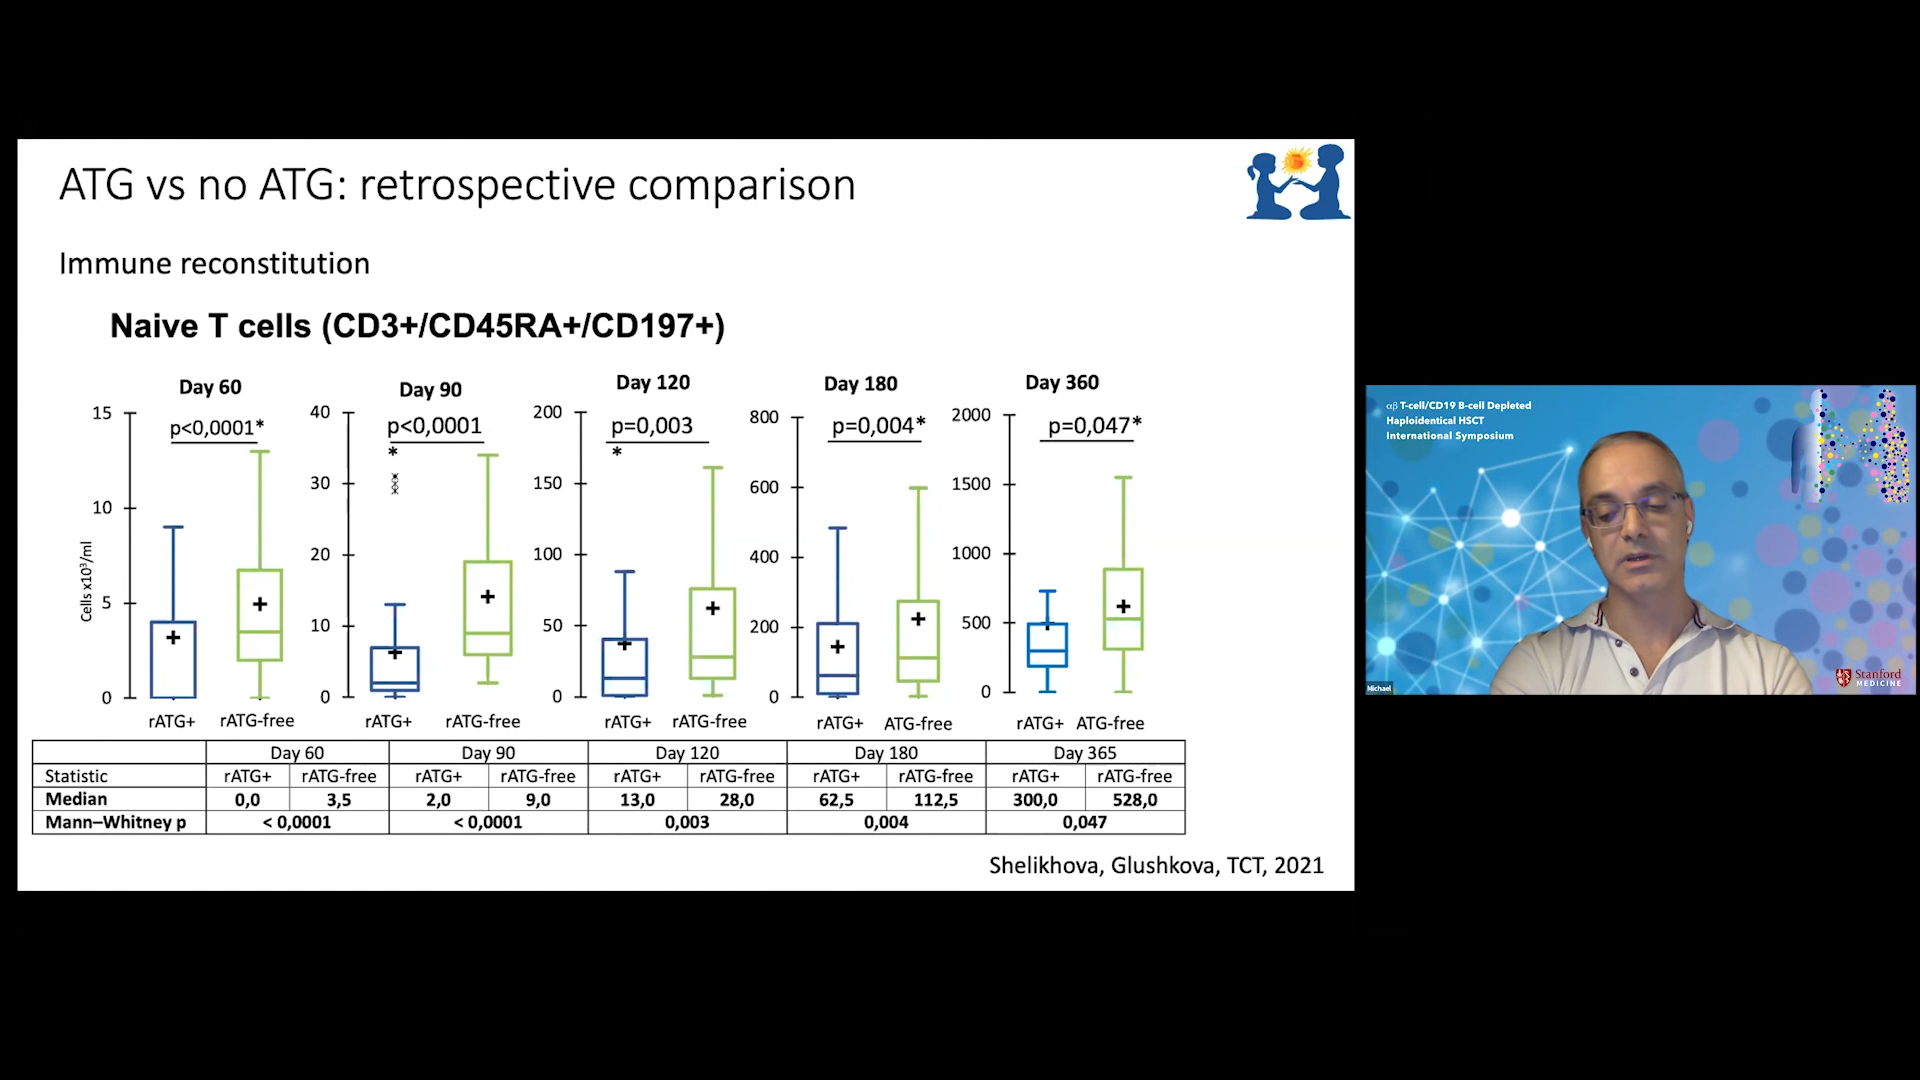 ATG vs no ATG: retrospective comparison
Immune reconstitution
Naive T cells (CD3+/CD45RA+/CD197+)
Day 60
Day 90
Day 120
Day 180
Day 360
p<0,0001*
p<0,0001
*
p=0,003
*
p=0,004*
p=0,047*
Cells x10³/ml
15
10
5
0
40
30
20
10
0
200
150
100
50
0
800
600
400
200
0
2000
1500
1000
500
0
rATG+ rATG-free
rATG+ rATG-free
rATG+ rATG-free
rATG+ ATG-free
rATG+ ATG-free
Day 60 Day 90 Day 120 Day 180 Day 365
Statistic rATG+ rATG-free rATG+ rATG-free rATG+ rATG-free rATG+ rATG-free rATG+ rATG-free
Median 0,0 3,5 2,0 9,0 13,0 28,0 62,5 112,5 300,0 528,0
Mann–Whitney p < 0,0001 < 0,0001 0,003 0,004 0,047
Shelikhova, Glushkova, TCT, 2021
αβ T-cell/CD19 B-cell Depleted
Haploidentical HSCT
International Symposium
Stanford
MEDICINE
Michael